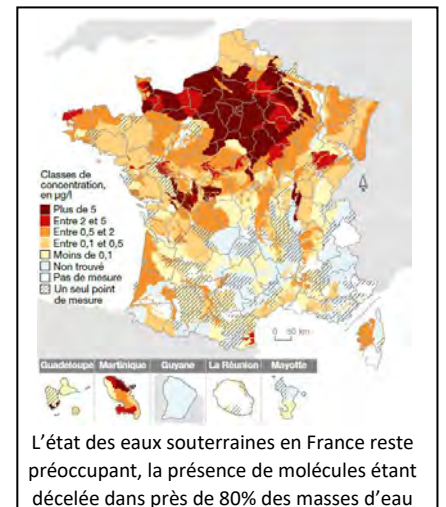 Classes de
concentration,
en µg/l
Plus de 5
Entre 2 et 5
Entre 0,5 et 2
Entre 0,1 et 0,5
Moins de 0,1
Non trouvé
Pas de mesure
Un seul point
de mesure
0 50 km
Guadeloupe Martinique Guyane La Réunion Mayotte
L'état des eaux souterraines en France reste
préoccupant, la présence de molécules étant
décelée dans près de 80% des masses d'eau